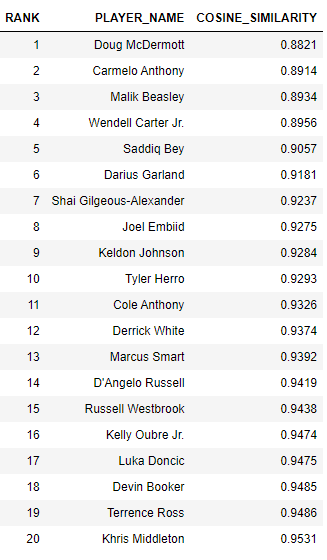 RANK PLAYER_NAME COSINE_SIMILARITY
1 Doug McDermott 0.8821
2 Carmelo Anthony 0.8914
3 Malik Beasley 0.8934
4 Wendell Carter Jr. 0.8956
5 Saddiq Bey 0.9057
6 Darius Garland 0.9181
7 Shai Gilgeous-Alexander 0.9237
8 Joel Embiid 0.9275
9 Keldon Johnson 0.9284
10 Tyler Herro 0.9293
11 Cole Anthony 0.9326
12 Derrick White 0.9374
13 Marcus Smart 0.9392
14 D'Angelo Russell 0.9419
15 Russell Westbrook 0.9438
16 Kelly Oubre Jr. 0.9474
17 Luka Doncic 0.9475
18 Devin Booker 0.9485
19 Terrence Ross 0.9486
20 Khris Middleton 0.9531